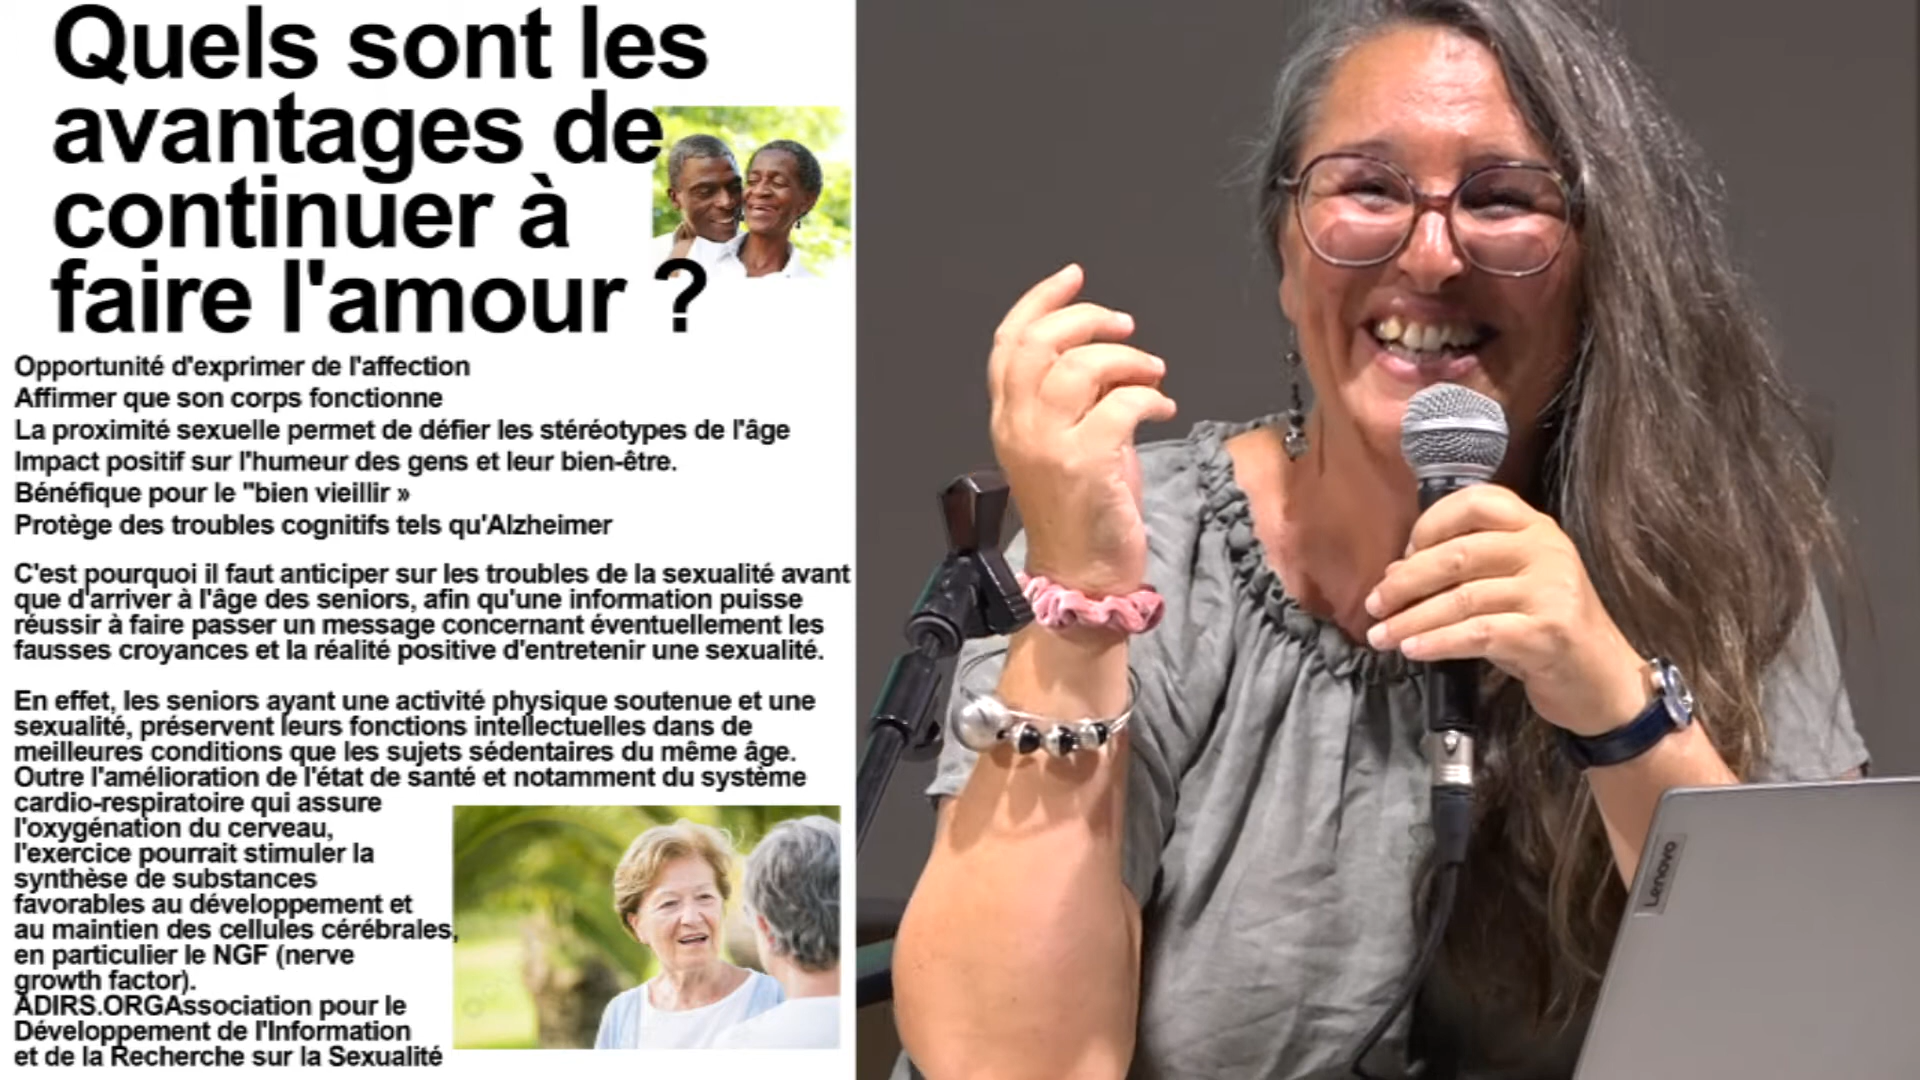 Quels sont les
avantages de
continuer à
faire l'amour ?
Opportunité d'exprimer de l'affection
Affirmer que son corps fonctionne
La proximité sexuelle permet de défier les stéréotypes de l'âge
Impact positif sur l'humeur des gens et leur bien-être.
Bénéfique pour le "bien vieillir »
Protège des troubles cognitifs tels qu'Alzheimer
C'est pourquoi il faut anticiper sur les troubles de la sexualité avant
que d'arriver à l'âge des seniors, afin qu'une information puisse
réussir à faire passer un message concernant éventuellement les
fausses croyances et la réalité positive d'entretenir une sexualité.
En effet, les seniors ayant une activité physique soutenue et une
sexualité, préservent leurs fonctions intellectuelles dans de
meilleures conditions que les sujets sédentaires du même âge.
Outre l'amélioration de l'état de santé et notamment du système
cardio-respiratoire qui assure
l'oxygénation du cerveau,
l'exercice pourrait stimuler la
synthèse de substances
favorables au développement et
au maintien des cellules cérébrales,
en particulier le NGF (nerve
growth factor).
ADIRS.ORGAssociation pour le
Développement de l'Information
et de la Recherche sur la Sexualité
Lenovo